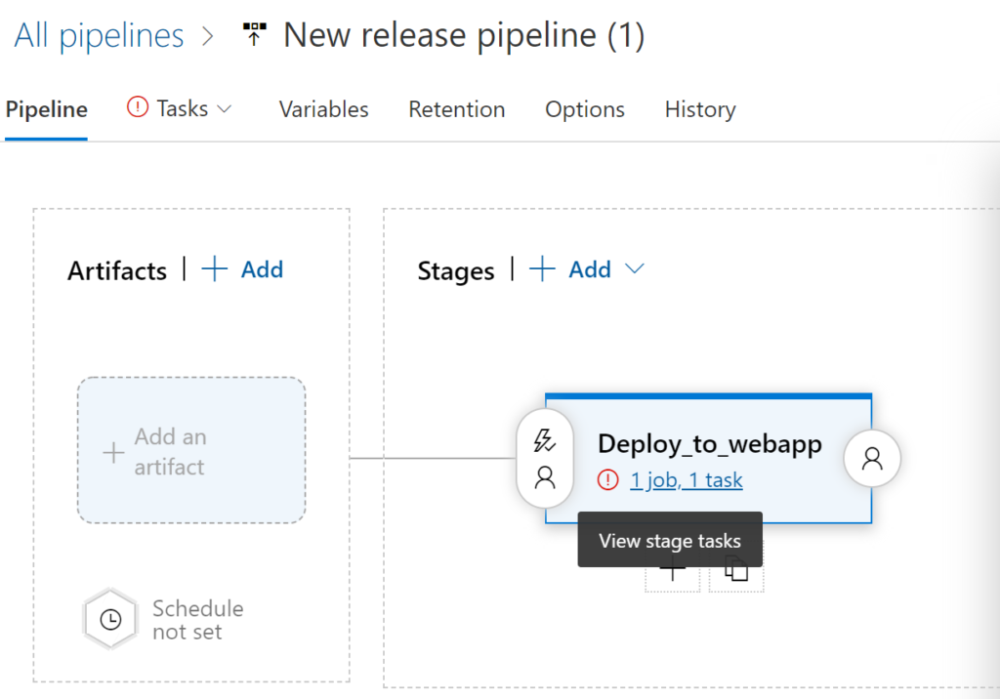 All pipelines > New release pipeline (1)
Pipeline
Tasks
Variables
Retention
Options
History
Artifacts | + Add
Stages | + Add
+ Add an
artifact
Schedule
not set
Deploy_to_webapp
1 job, 1 task
View stage tasks